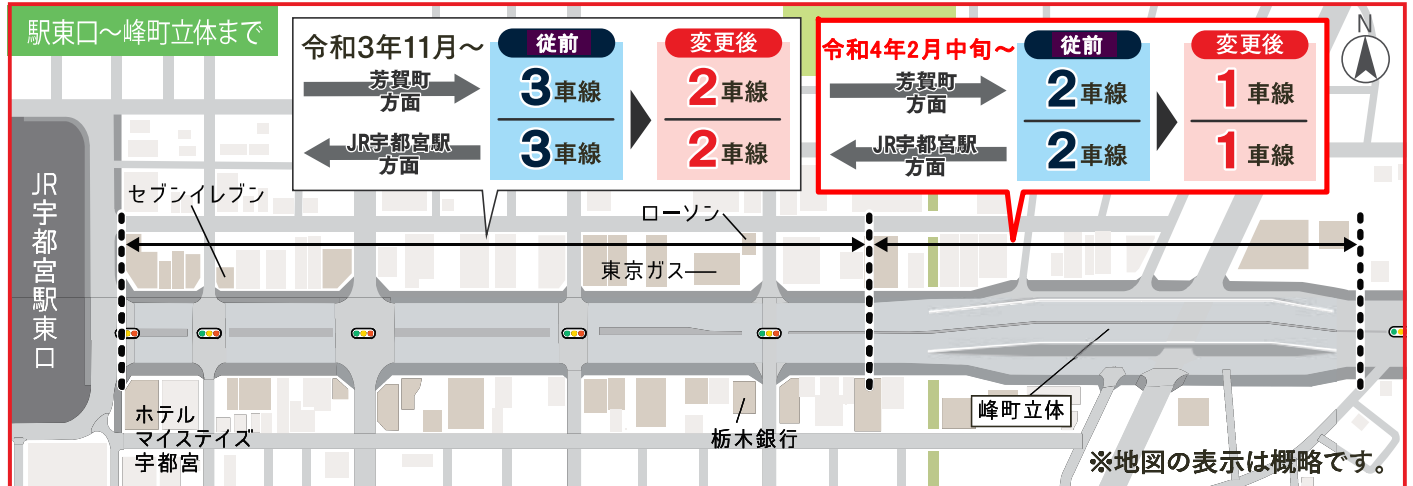 駅東口～峰町立体まで
令和3年11月～
芳賀町
方面
JR宇都宮駅
方面
従前
3車線
3車線
変更後
2車線
2車線
令和4年2月中旬～
芳賀町
方面
JR宇都宮駅
方面
従前
2車線
2車線
変更後
1車線
1車線
N
JR宇都宮駅東口
セブンイレブン
ローソン
東京ガス
ホテル
マイステイズ
宇都宮
栃木銀行
峰町立体
※地図の表示は概略です。